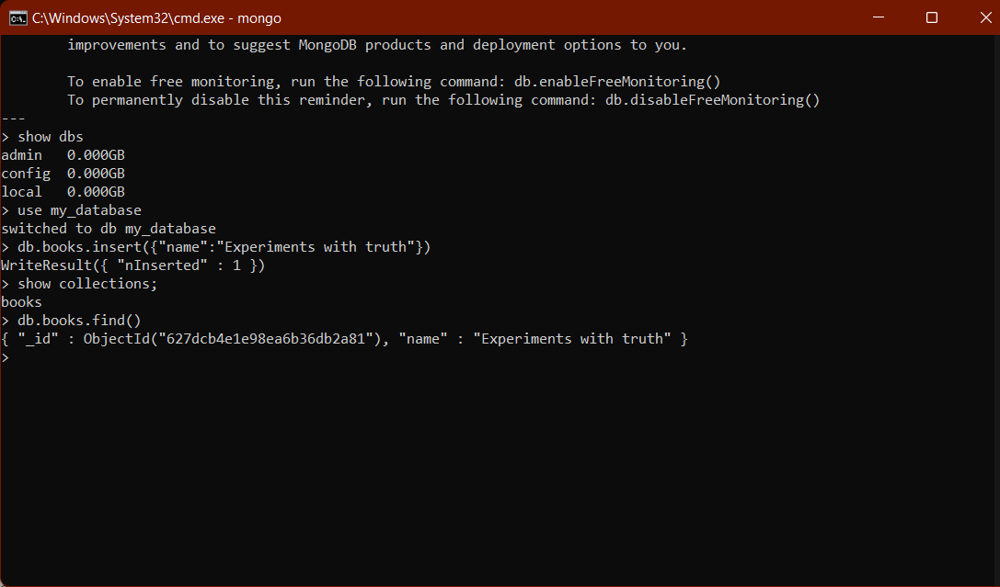 C:\Windows\System32\cmd.exe - mongo
improvements and to suggest MongoDB products and deployment options to you.
To enable free monitoring, run the following command: db.enableFreeMonitoring()
To permanently disable this reminder, run the following command: db.disableFreeMonitoring()
---
> show dbs
admin   0.000GB
config  0.000GB
local   0.000GB
> use my_database
switched to db my_database
> db.books.insert({"name":"Experiments with truth"})
WriteResult({ "nInserted" : 1 })
> show collections;
books
> db.books.find()
{ "_id" : ObjectId("627dcb4e1e98ea6b36db2a81"), "name" : "Experiments with truth" }
>